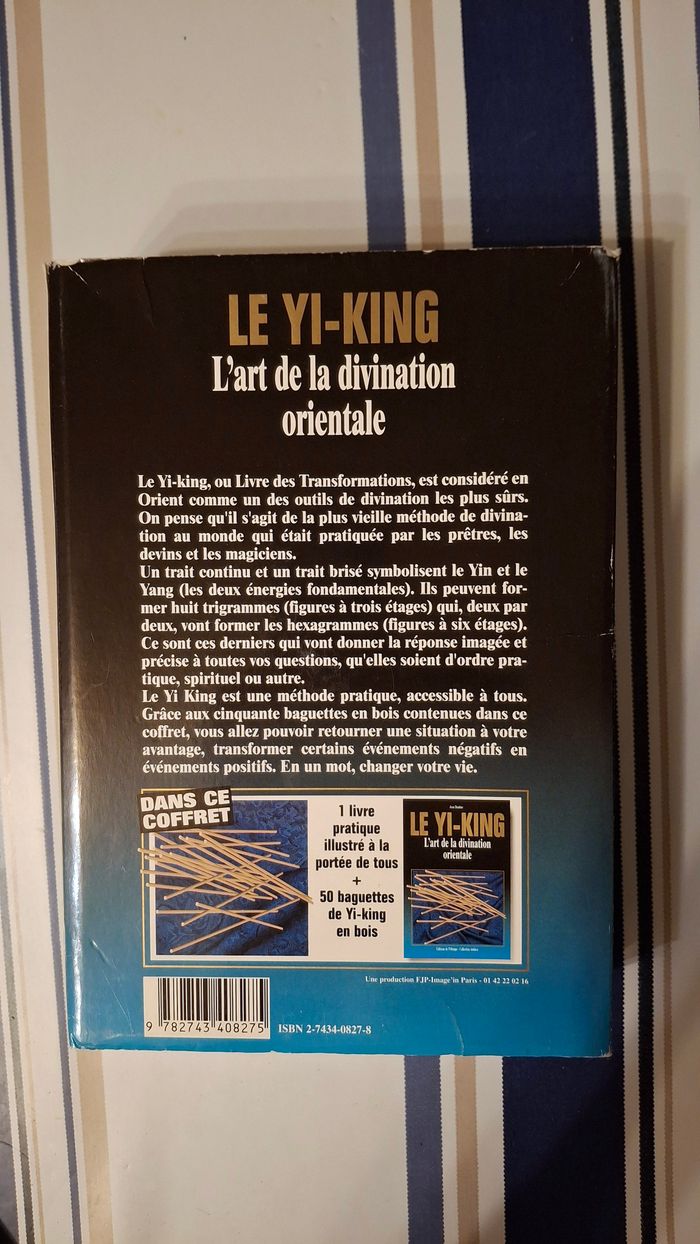 LE YI-KING
L'art de la divination
orientale
Le Yi-king, ou Livre des Transformations, est considéré en
Orient comme un des outils de divination les plus sûrs.
On pense qu'il s'agit de la plus vieille méthode de divina-
tion au monde qui était pratiquée par les prêtres, les
devins et les magiciens.
Un trait continu et un trait brisé symbolisent le Yin et le
Yang (les deux énergies fondamentales). Ils peuvent for-
mer huit trigrammes (figures à trois étages) qui, deux par
deux, vont former les hexagrammes (figures à six étages).
Ce sont ces derniers qui vont donner la réponse imagée et
précise à toutes vos questions, qu'elles soient d'ordre pra-
tique, spirituel ou autre.
Le Yi King est une méthode pratique, accessible à tous.
Grâce aux cinquante baguettes en bois contenues dans ce
coffret, vous allez pouvoir retourner une situation à votre
avantage, transformer certains événements négatifs en
événements positifs. En un mot, changer votre vie.
DANS CE
COFFRET
1 livre
pratique
illustré à la
portée de tous
+
50 baguettes
de Yi-king
en bois
LE YI-KING
L'art de la divination
orientale
Une production FJP-Image'in Paris - 01 42 22 02 16
9 782743 408275
ISBN 2-7434-0827-8